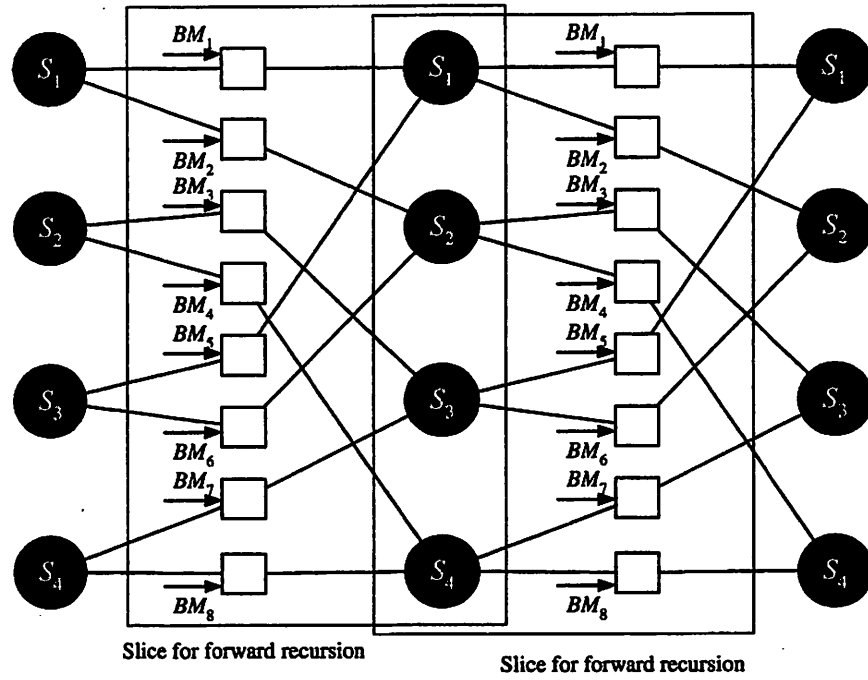 BM₁
BM₁
S₁
S₁
S₁
BM₂
BM₂
BM₃
BM₃
S₂
S₂
S₂
BM₄
BM₄
BM₅
BM₅
S₃
S₃
S₃
BM₆
BM₆
BM₇
BM₇
S₄
S₄
S₄
BM₈
BM₈
Slice for forward recursion
Slice for forward recursion